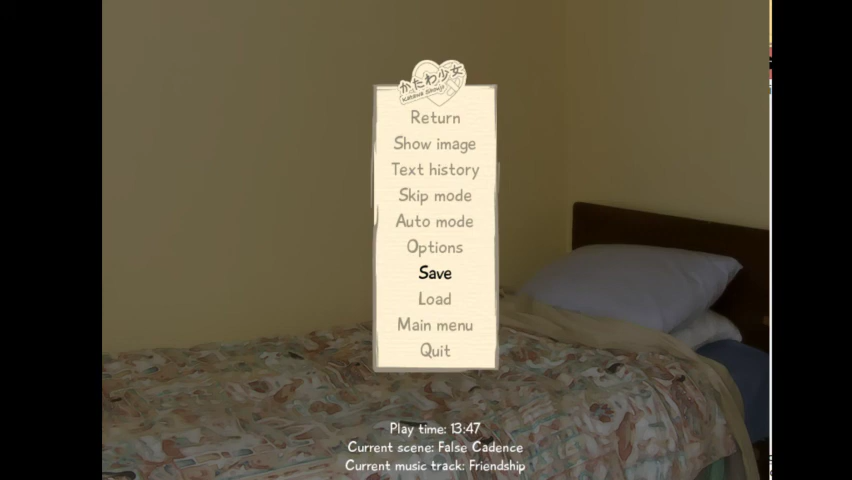 かたわ少女
KATAWA SHOUJO
Return
Show image
Text history
Skip mode
Auto mode
Options
Save
Load
Main menu
Quit
Play time: 13:47
Current scene: False Cadence
Current music track: Friendship